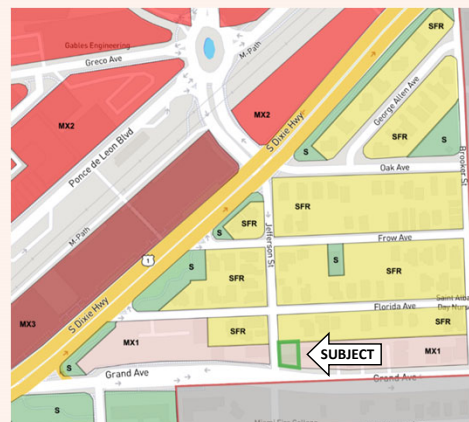 SFR
Gables Engineering
Greco Ave
M-Path
MX2
MX2
George Allen Ave
S Dixie Hwy
Ponce de Leon Blvd
SFR
S
S
Brooker St
Oak Ave
SFR
SFR
Jefferson St
M-Path
S
Frow Ave
1
S
S
SFR
SFR
S Dixie Hwy
Florida Ave
MX3
MX1
SFR
SFR
SUBJECT
MX1
S
Grand Ave
Grand Ave
S
S